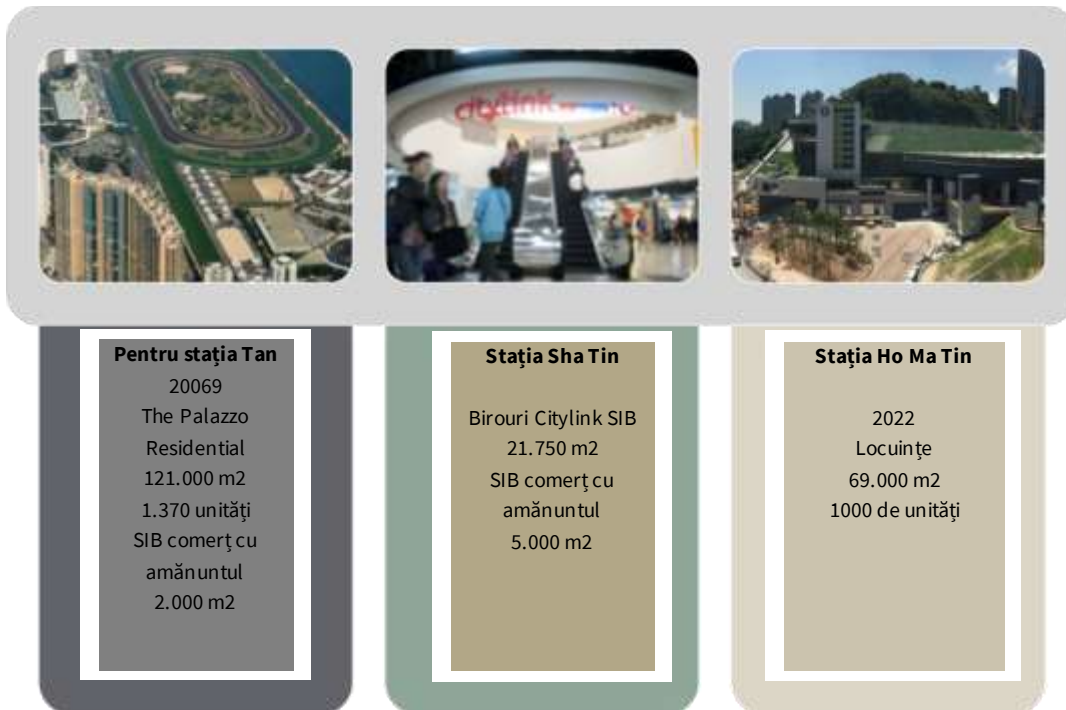 citylink
Pentru stația Tan
20069
The Palazzo
Residential
121.000 m2
1.370 unități
SIB comerț cu
amănuntul
2.000 m2
Stația Sha Tin
Birouri Citylink SIB
21.750 m2
SIB comerț cu
amănuntul
5.000 m2
Stația Ho Ma Tin
2022
Locuințe
69.000 m2
1000 de unități